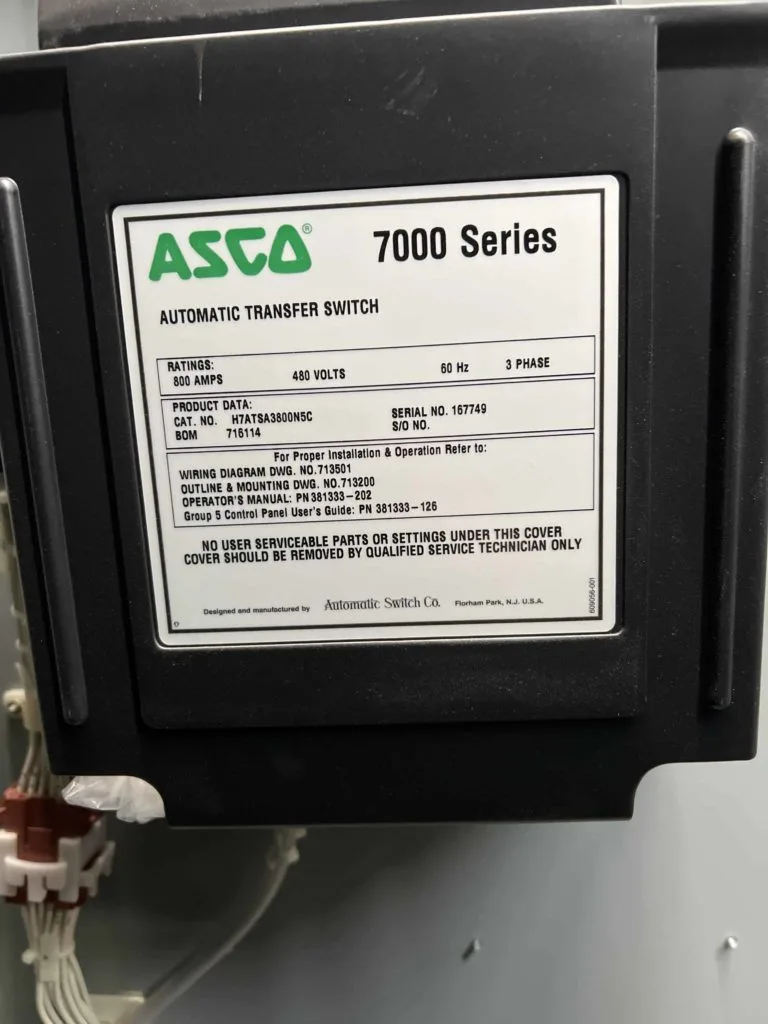 ASCO® 7000 Series
AUTOMATIC TRANSFER SWITCH
RATINGS:
800 AMPS 480 VOLTS 60 Hz 3 PHASE
PRODUCT DATA:
CAT. NO. H7ATSA3800N5C SERIAL NO. 167749
BOM 716114 S/O NO.
For Proper Installation & Operation Refer to:
WIRING DIAGRAM DWG. NO.713501
OUTLINE & MOUNTING DWG. NO.713200
OPERATOR'S MANUAL: PN 381333-202
Group 5 Control Panel User's Guide: PN 381333-126
NO USER SERVICEABLE PARTS OR SETTINGS UNDER THIS COVER
COVER SHOULD BE REMOVED BY QUALIFIED SERVICE TECHNICIAN ONLY
Designed and manufactured by Automatic Switch Co. Florham Park, N.J. U.S.A.
609056-001